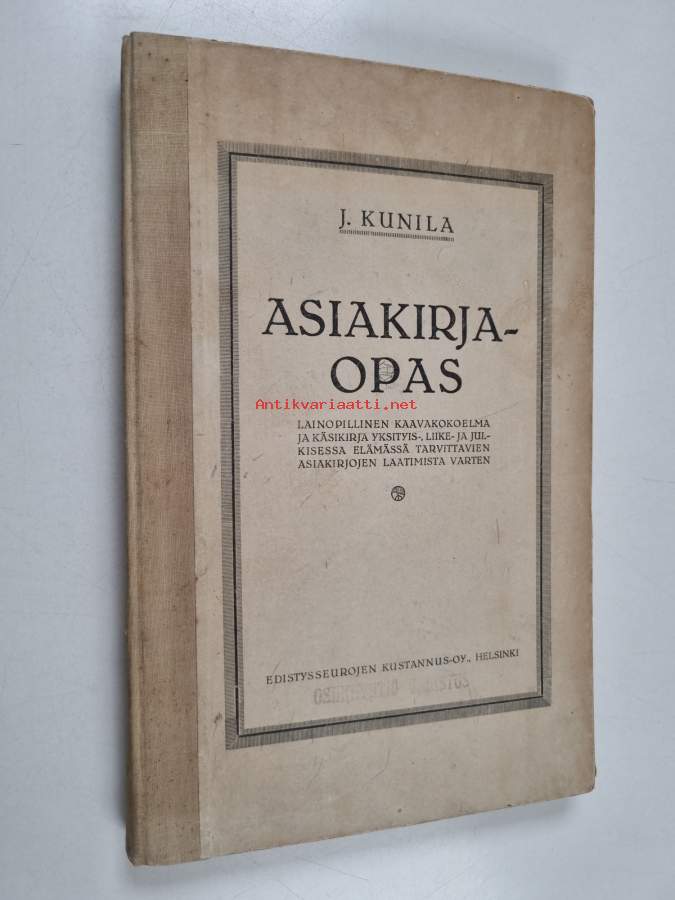 J. KUNILA
ASIAKIRJA-
OPAS
Antikvariaatti.net
LAINOPILLINEN KAAVAKOKOELMA
JA KÄSIKIRJA YKSITYIS-, LIIKE- JA JUL-
KISESSA ELÄMÄSSÄ TARVITTAVIEN
ASIAKIRJOJEN LAATIMISTA VARTEN
EDISTYSSEUROJEN KUSTANNUS-OY., HELSINKI